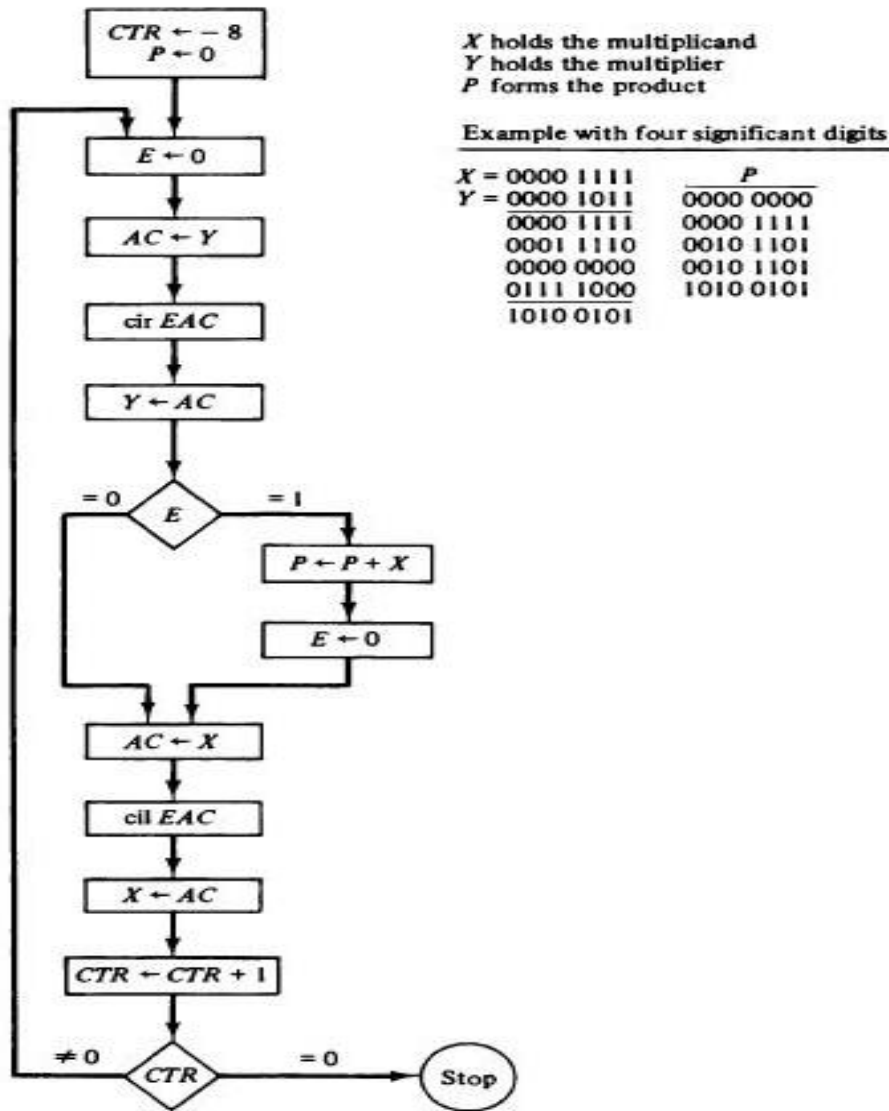 CTR ← − 8
P ← 0
E ← 0
AC ← Y
cir EAC
Y ← AC
= 0
E
= 1
P ← P + X
E ← 0
AC ← X
cil EAC
X ← AC
CTR ← CTR + 1
≠ 0
CTR
= 0
Stop
X holds the multiplicand
Y holds the multiplier
P forms the product
Example with four significant digits
X = 0000 1111 P
Y = 0000 1011 0000 0000
0000 1111 0000 1111
0001 1110 0010 1101
0000 0000 0010 1101
0111 1000 1010 0101
1010 0101